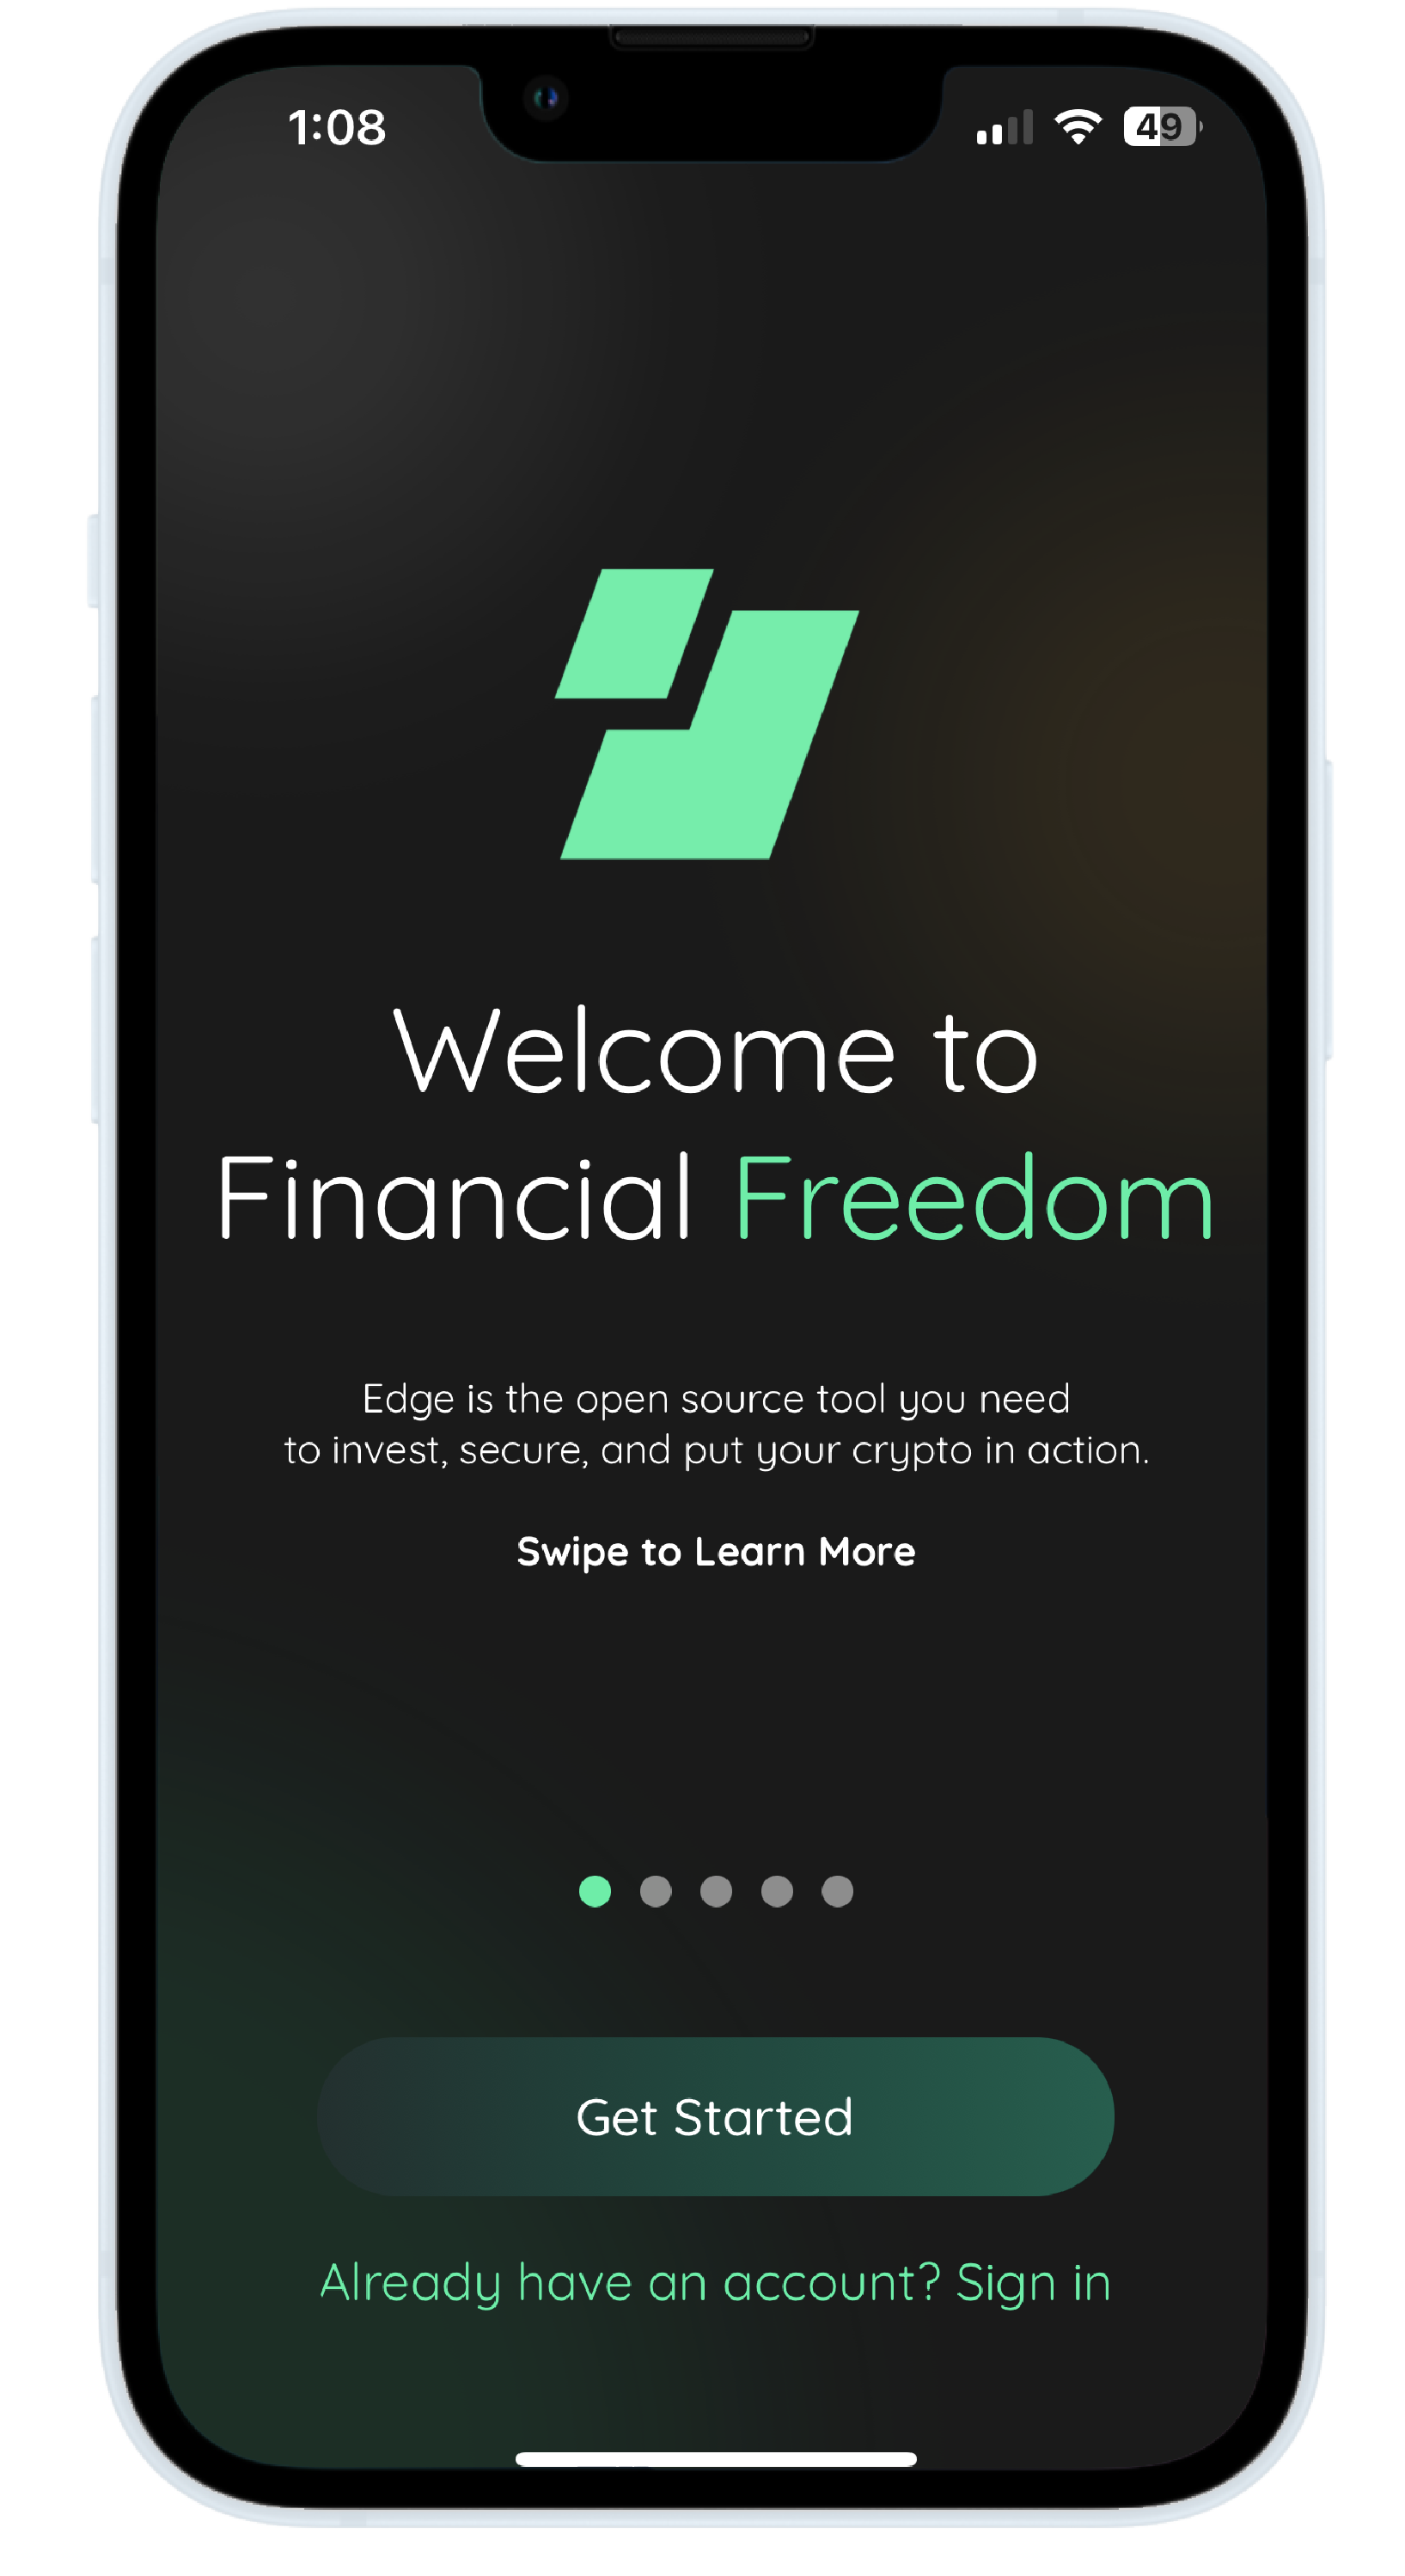 1:08
49
Welcome to
Financial Freedom
Edge is the open source tool you need
to invest, secure, and put your crypto in action.
Swipe to Learn More
Get Started
Already have an account? Sign in